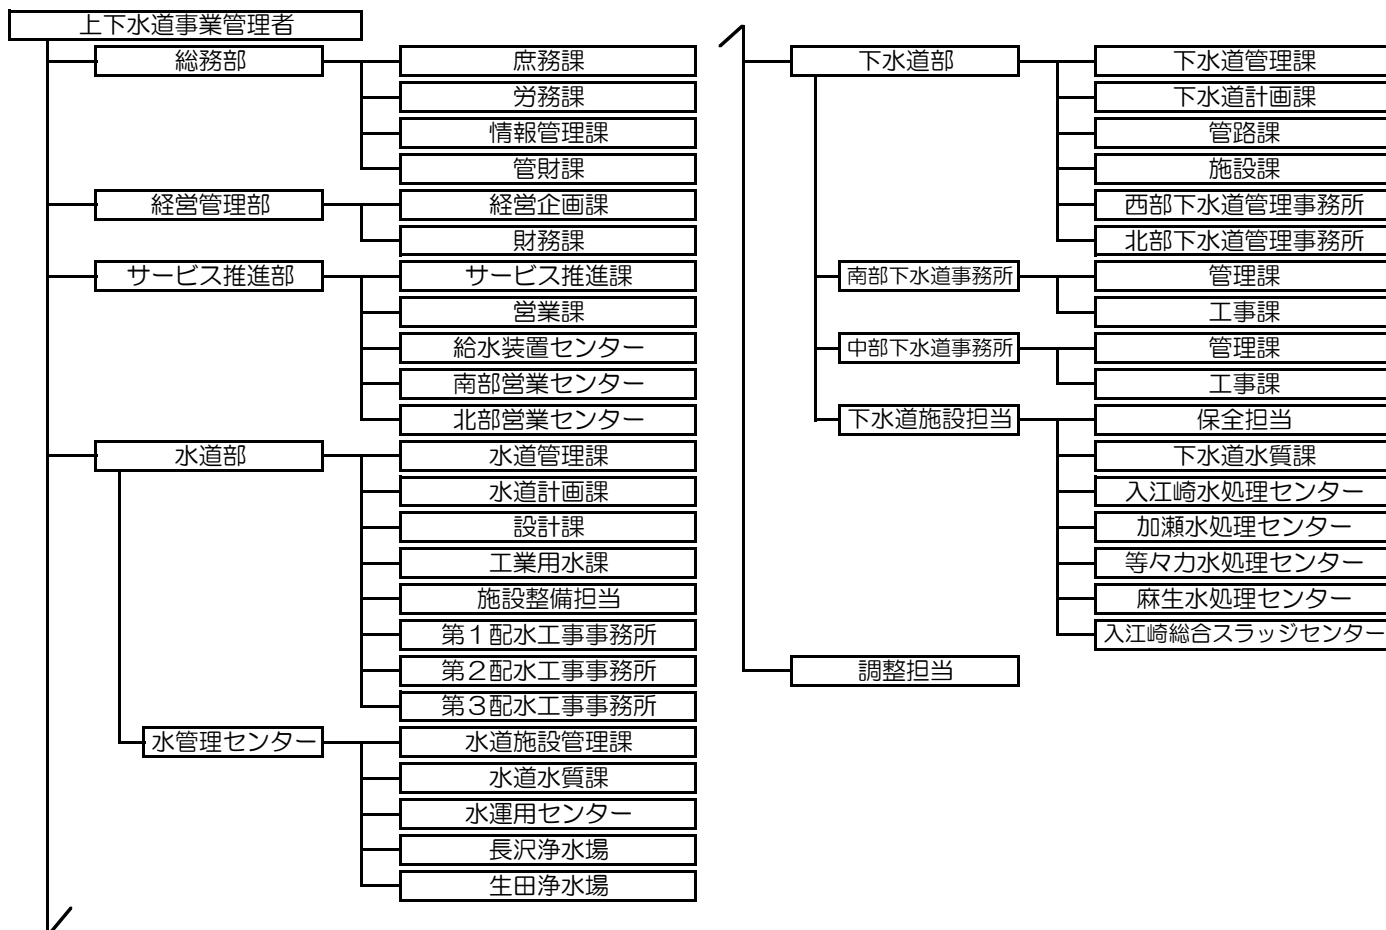 上下水道事業管理者
総務部
庶務課
労務課
情報管理課
管財課
経営管理部
経営企画課
財務課
サービス推進部
サービス推進課
営業課
給水装置センター
南部営業センター
北部営業センター
水道部
水道管理課
水道計画課
設計課
工業用水課
施設整備担当
第1配水工事事務所
第2配水工事事務所
第3配水工事事務所
水管理センター
水道施設管理課
水道水質課
水運用センター
長沢浄水場
生田浄水場
下水道部
下水道管理課
下水道計画課
管路課
施設課
西部下水道管理事務所
北部下水道管理事務所
南部下水道事務所
管理課
工事課
中部下水道事務所
管理課
工事課
下水道施設担当
保全担当
下水道水質課
入江崎水処理センター
加瀬水処理センター
等々力水処理センター
麻生水処理センター
入江崎総合スラッジセンター
調整担当